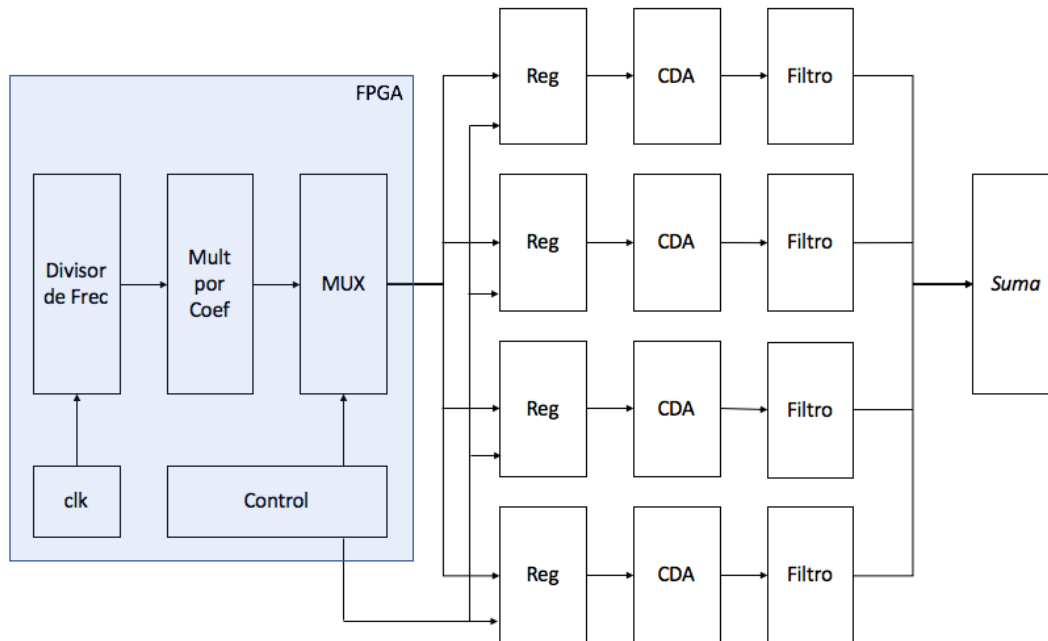 FPGA
Divisor
de Frec
Mult
por
Coef
MUX
clk
Control
Reg
CDA
Filtro
Reg
CDA
Filtro
Reg
CDA
Filtro
Reg
CDA
Filtro
Suma